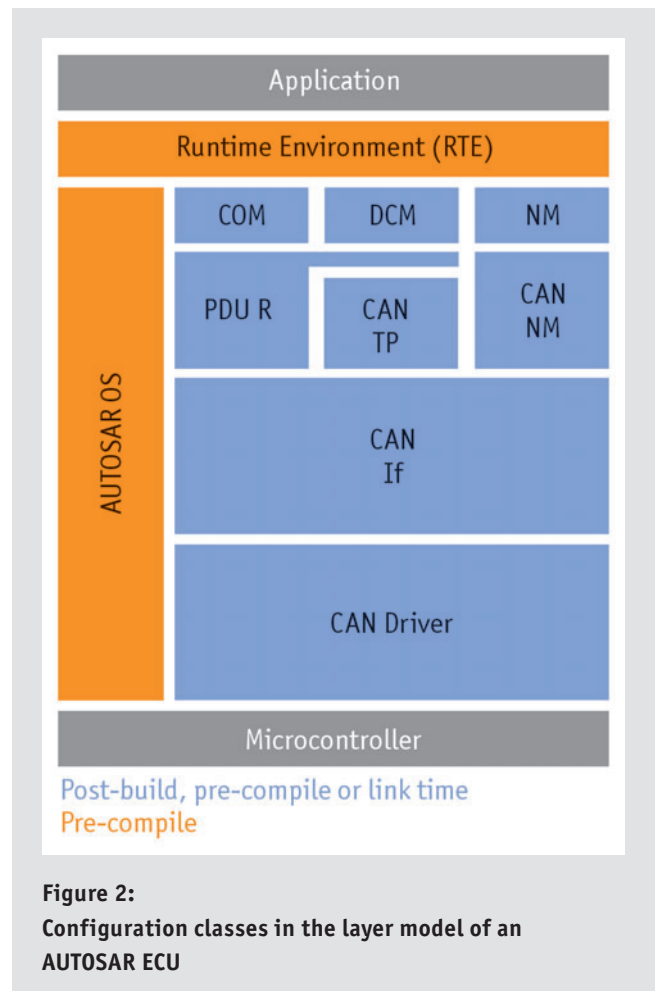 Application
Runtime Environment (RTE)
AUTOSAR OS
COM
DCM
NM
PDU R
CAN
TP
CAN
NM
CAN
If
CAN Driver
Microcontroller
Post-build, pre-compile or link time
Pre-compile
Figure 2:
Configuration classes in the layer model of an
AUTOSAR ECU